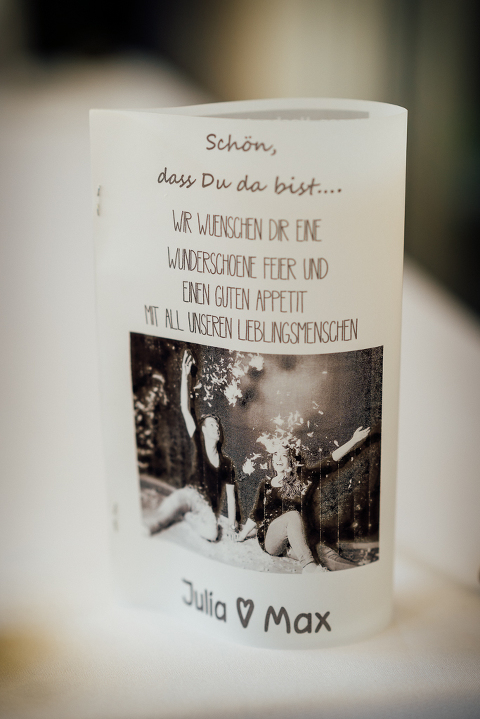 Schön,
dass Du da bist....
WIR WUENSCHEN DIR EINE
WUNDERSCHOENE FEIER UND
EINEN GUTEN APPETIT
MIT ALL UNSEREN LIEBLINGSMENSCHEN
Julia ♡ Max